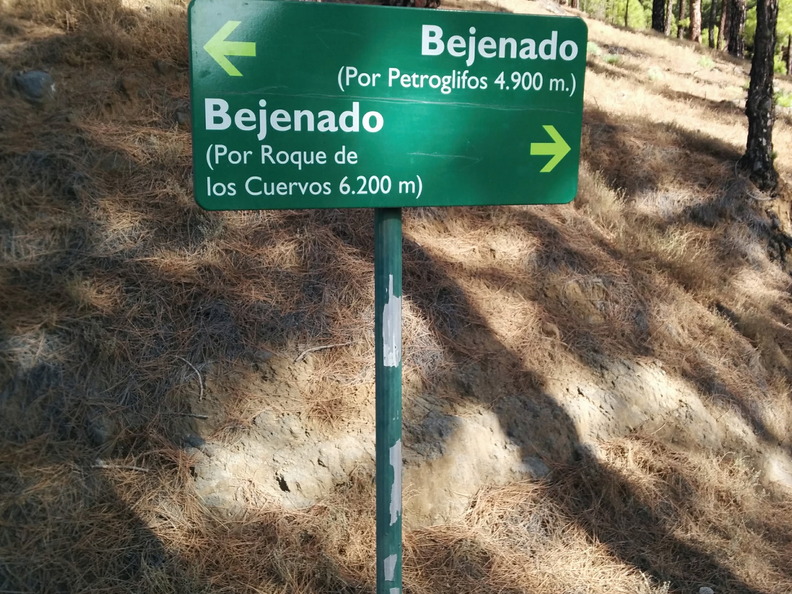 Bejenado
(Por Petroglifos 4.900 m.)
Bejenado
(Por Roque de
los Cuervos 6.200 m)